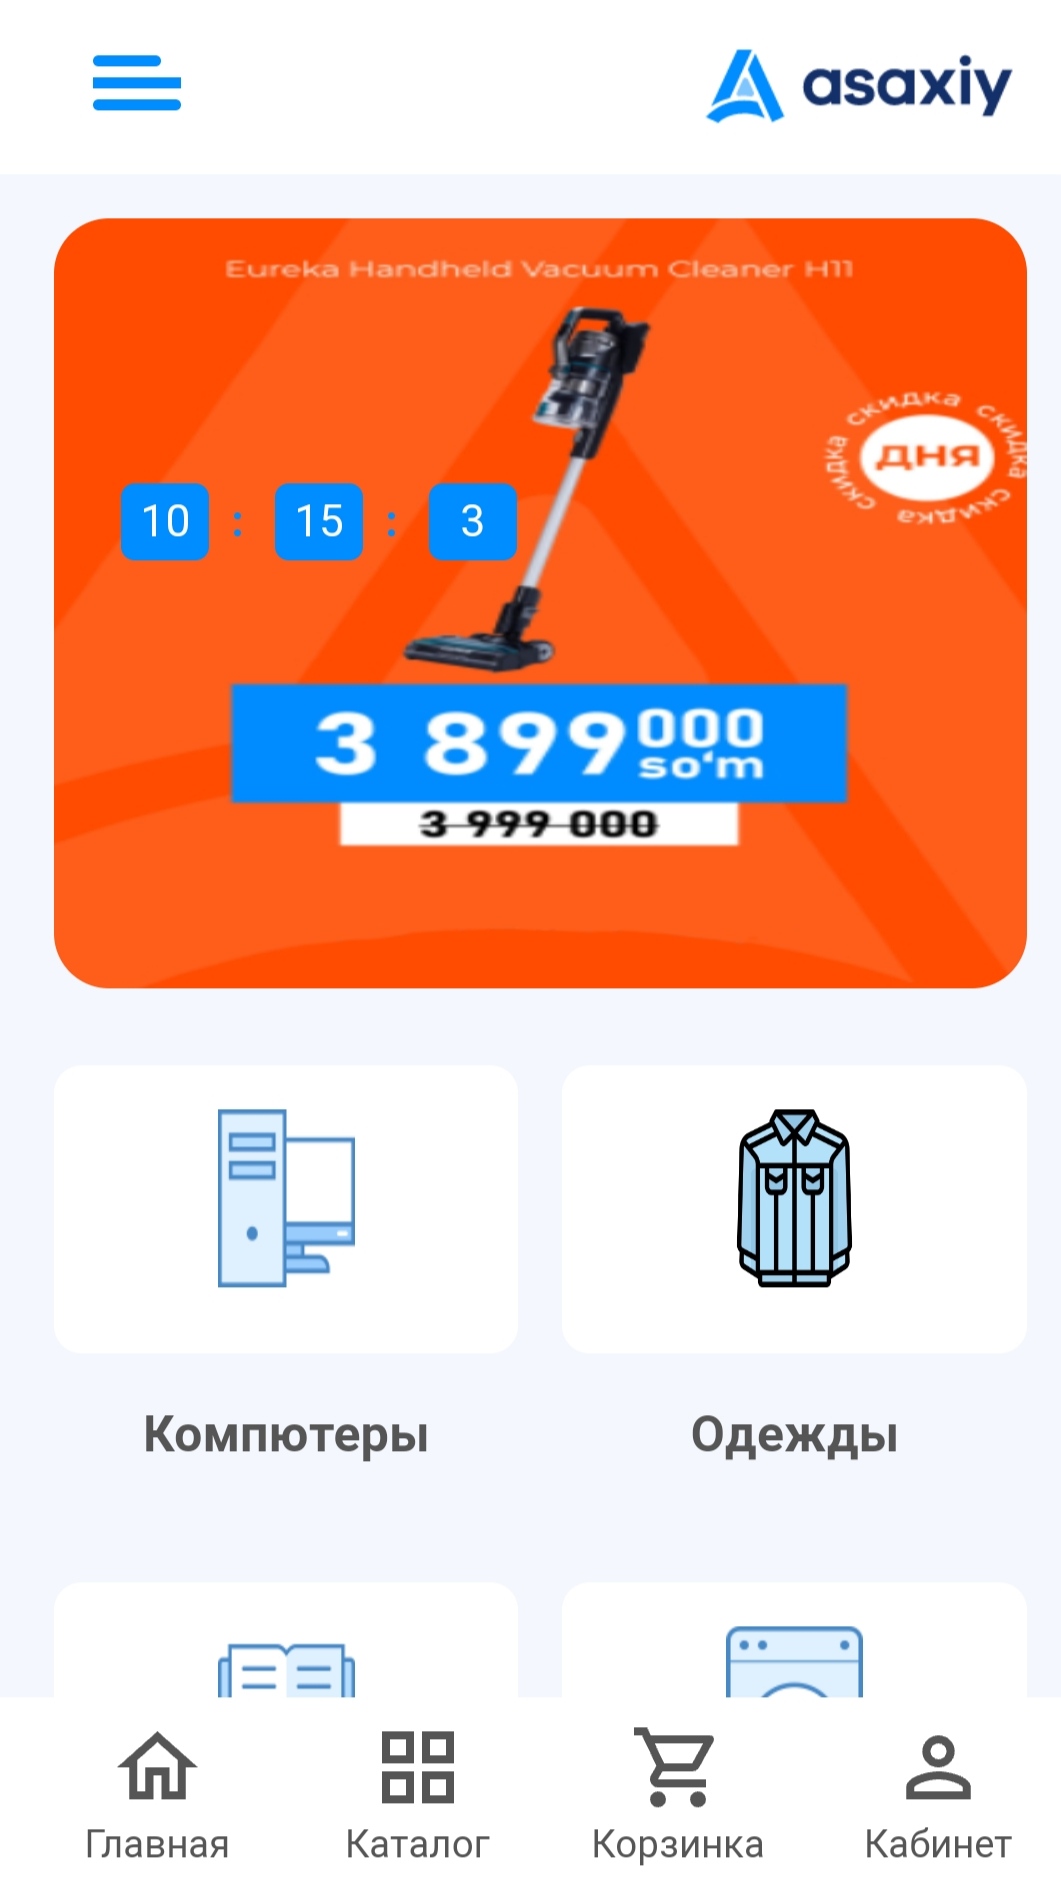 asaxiy
Eureka Handheld Vacuum Cleaner H11
скидка скидка скидка скидка
ДНЯ
10 : 15 : 3
3 899 000
so‘m
3 999 000
Компютеры
Одежды
Главная
Каталог
Корзинка
Кабинет